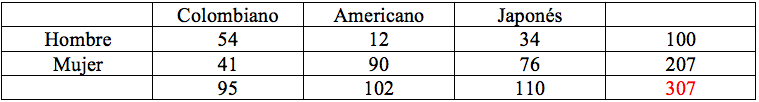 Colombiano Americano Japonés
Hombre 54 12 34 100
Mujer 41 90 76 207
95 102 110 307